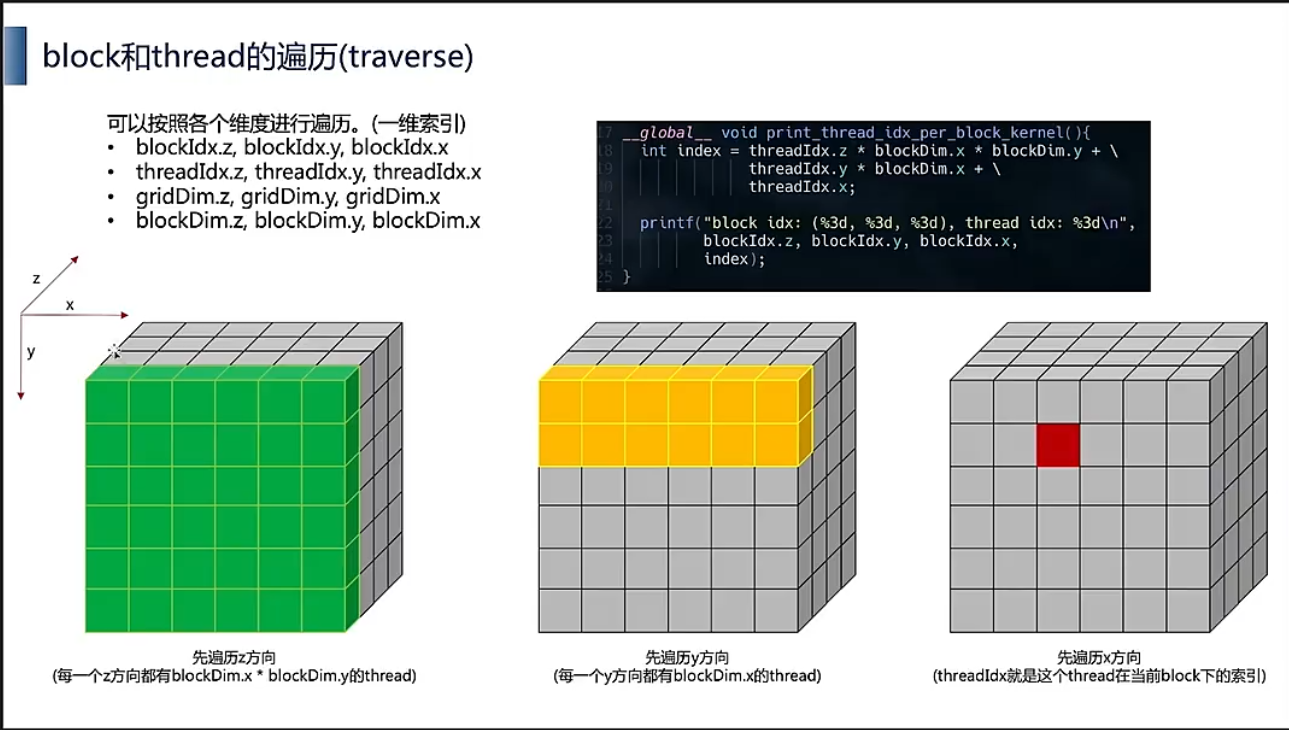 block和thread的遍历(traverse)
可以按照各个维度进行遍历。(一维索引)
• blockIdx.z, blockIdx.y, blockIdx.x
• threadIdx.z, threadIdx.y, threadIdx.x
• gridDim.z, gridDim.y, gridDim.x
• blockDim.z, blockDim.y, blockDim.x
17 __global__ void print_thread_idx_per_block_kernel(){
18 int index = threadIdx.z * blockDim.x * blockDim.y + \
19 threadIdx.y * blockDim.x + \
20 threadIdx.x;
21
22 printf("block idx: (%3d, %3d, %3d), thread idx: %3d\n",
23 blockIdx.z, blockIdx.y, blockIdx.x,
24 index);
25 }
z
x
y
先遍历z方向
(每一个z方向都有blockDim.x * blockDim.y的thread)
先遍历y方向
(每一个y方向都有blockDim.x的thread)
先遍历x方向
(threadIdx就是这个thread在当前block下的索引)